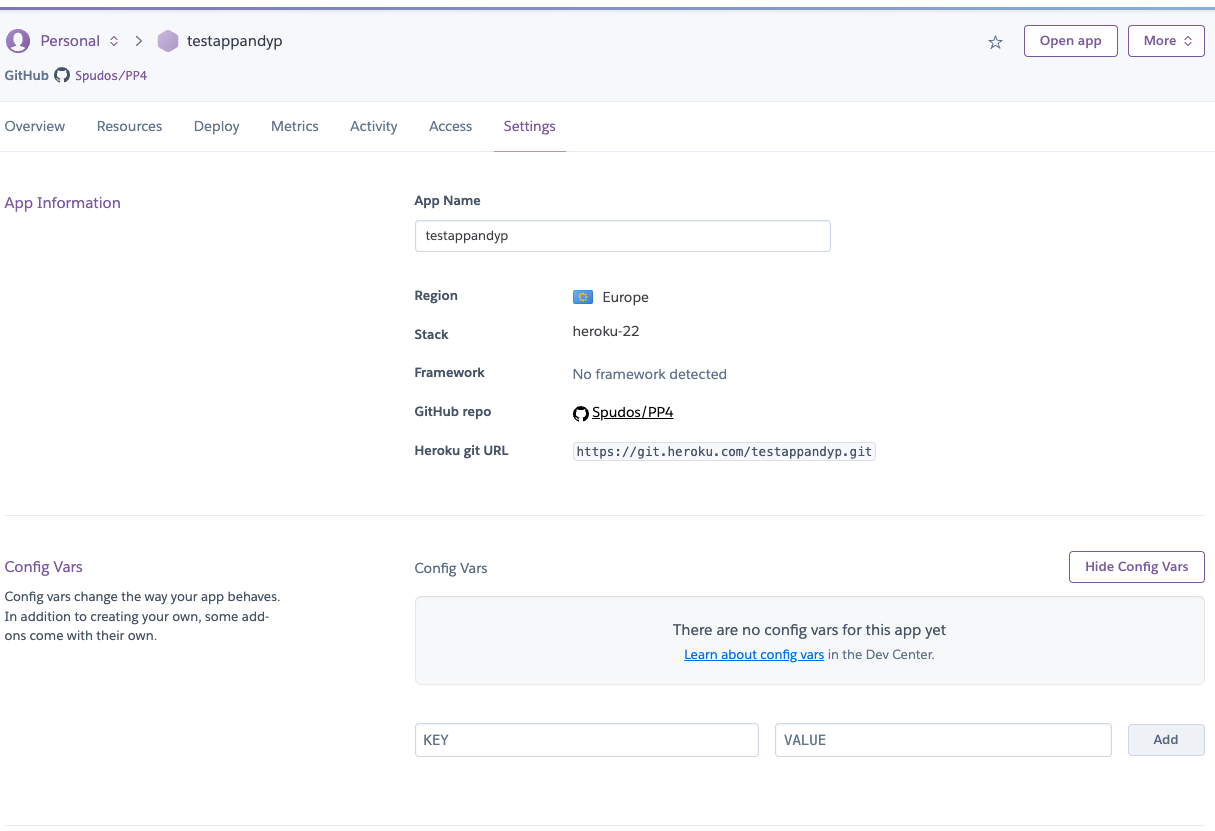 Personal testappandyp Open app More
GitHub Spudos/PP4
Overview Resources Deploy Metrics Activity Access Settings
App Information
App Name
testappandyp
Region Europe
Stack heroku-22
Framework No framework detected
GitHub repo Spudos/PP4
Heroku git URL https://git.heroku.com/testappandyp.git
Config Vars
Config vars change the way your app behaves.
In addition to creating your own, some add-
ons come with their own.
Config Vars Hide Config Vars
There are no config vars for this app yet
Learn about config vars in the Dev Center.
KEY VALUE Add